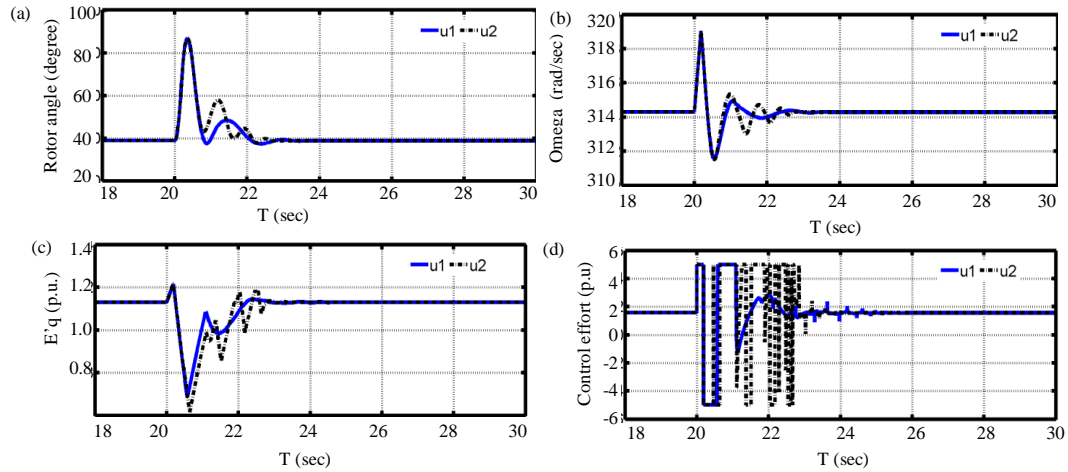 (a)
100
80
60
40
20
Rotor angle (degree)
u1 u2
18 20 22 24 26 28 30
T (sec)
(b)
320
318
316
314
312
310
Omega (rad/sec)
u1 u2
18 20 22 24 26 28 30
T (sec)
(c)
1.4
1.2
1.0
0.8
E'q (p.u.)
u1 u2
18 20 22 24 26 28 30
T (sec)
(d)
6
4
2
0
-2
-4
-6
Control effort (p.u)
u1 u2
18 20 22 24 26 28 30
T (sec)